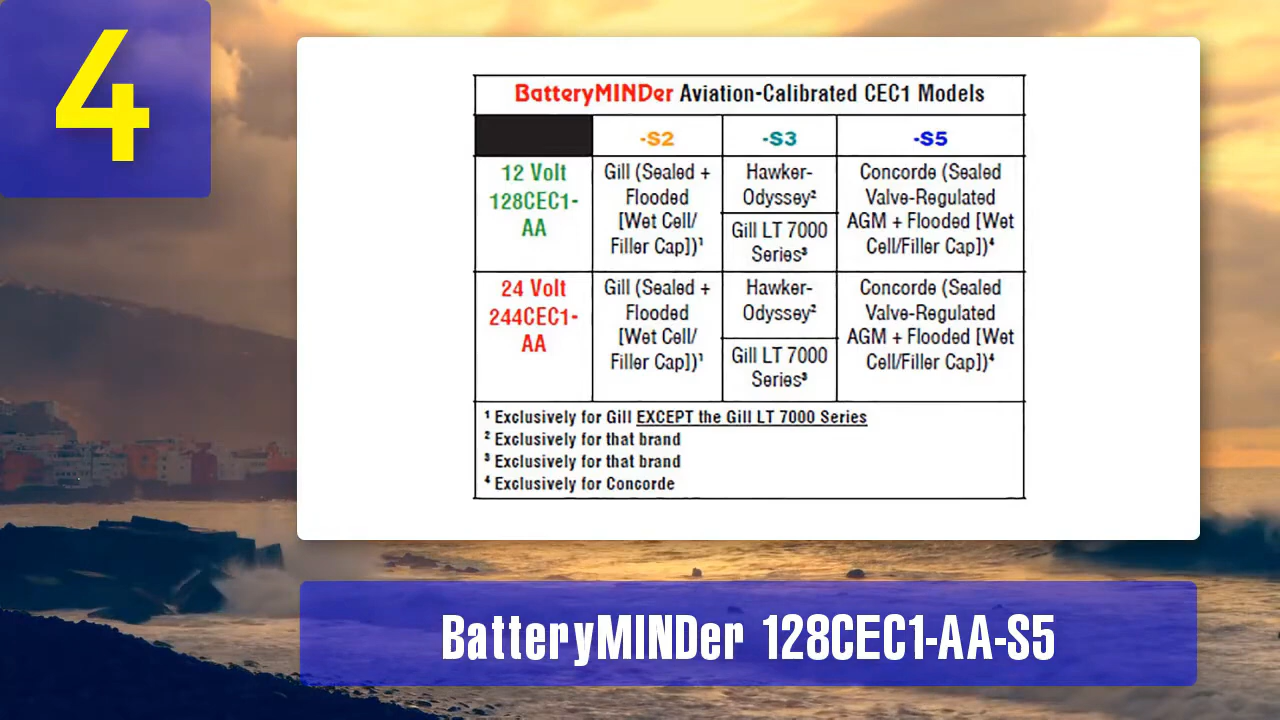 4
BatteryMINDer Aviation-Calibrated CEC1 Models
-S2 -S3 -S5
12 Volt
128CEC1-
AA
Gill (Sealed +
Flooded
[Wet Cell/
Filler Cap])¹
Hawker-
Odyssey²
Gill LT 7000
Series³
Concorde (Sealed
Valve-Regulated
AGM + Flooded [Wet
Cell/Filler Cap])⁴
24 Volt
244CEC1-
AA
Gill (Sealed +
Flooded
[Wet Cell/
Filler Cap])¹
Hawker-
Odyssey²
Gill LT 7000
Series³
Concorde (Sealed
Valve-Regulated
AGM + Flooded [Wet
Cell/Filler Cap])⁴
¹ Exclusively for Gill EXCEPT the Gill LT 7000 Series
² Exclusively for that brand
³ Exclusively for that brand
⁴ Exclusively for Concorde
BatteryMINDer 128CEC1-AA-S5